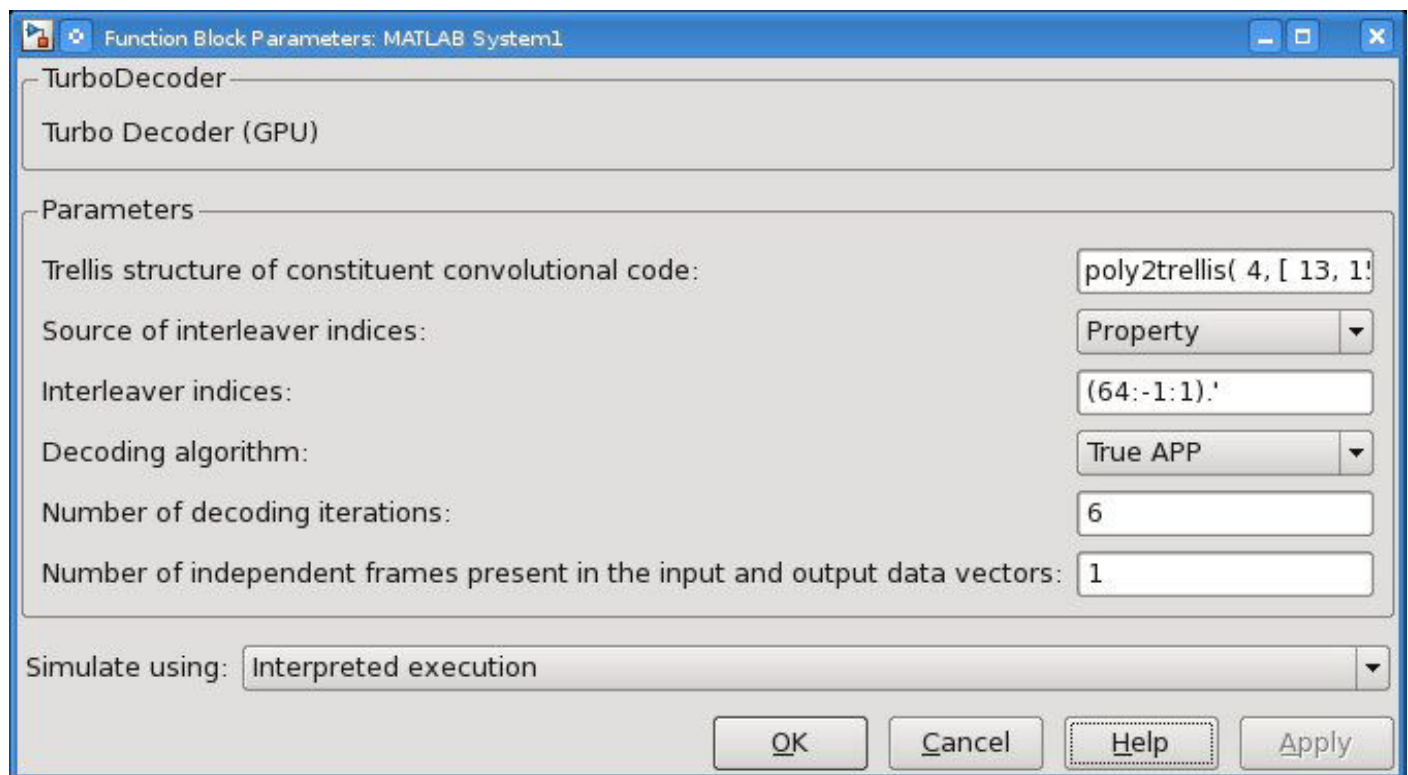 Function Block Parameters: MATLAB System1
TurboDecoder
Turbo Decoder (GPU)
Parameters
Trellis structure of constituent convolutional code: poly2trellis( 4, [ 13, 1
Source of interleaver indices: Property
Interleaver indices: (64:-1:1).'
Decoding algorithm: True APP
Number of decoding iterations: 6
Number of independent frames present in the input and output data vectors: 1
Simulate using: Interpreted execution
OK Cancel Help Apply